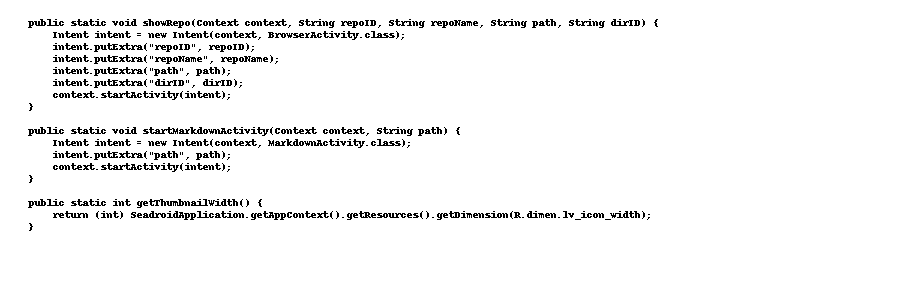 public static void showRepo(Context context, String repoID, String repoName, String path, String dirID) {
    Intent intent = new Intent(context, BrowserActivity.class);
    intent.putExtra("repoID", repoID);
    intent.putExtra("repoName", repoName);
    intent.putExtra("path", path);
    intent.putExtra("dirID", dirID);
    context.startActivity(intent);
}

public static void startMarkdownActivity(Context context, String path) {
    Intent intent = new Intent(context, MarkdownActivity.class);
    intent.putExtra("path", path);
    context.startActivity(intent);
}

public static int getThumbnailWidth() {
    return (int) SeadroidApplication.getAppContext().getResources().getDimension(R.dimen.lv_icon_width);
}